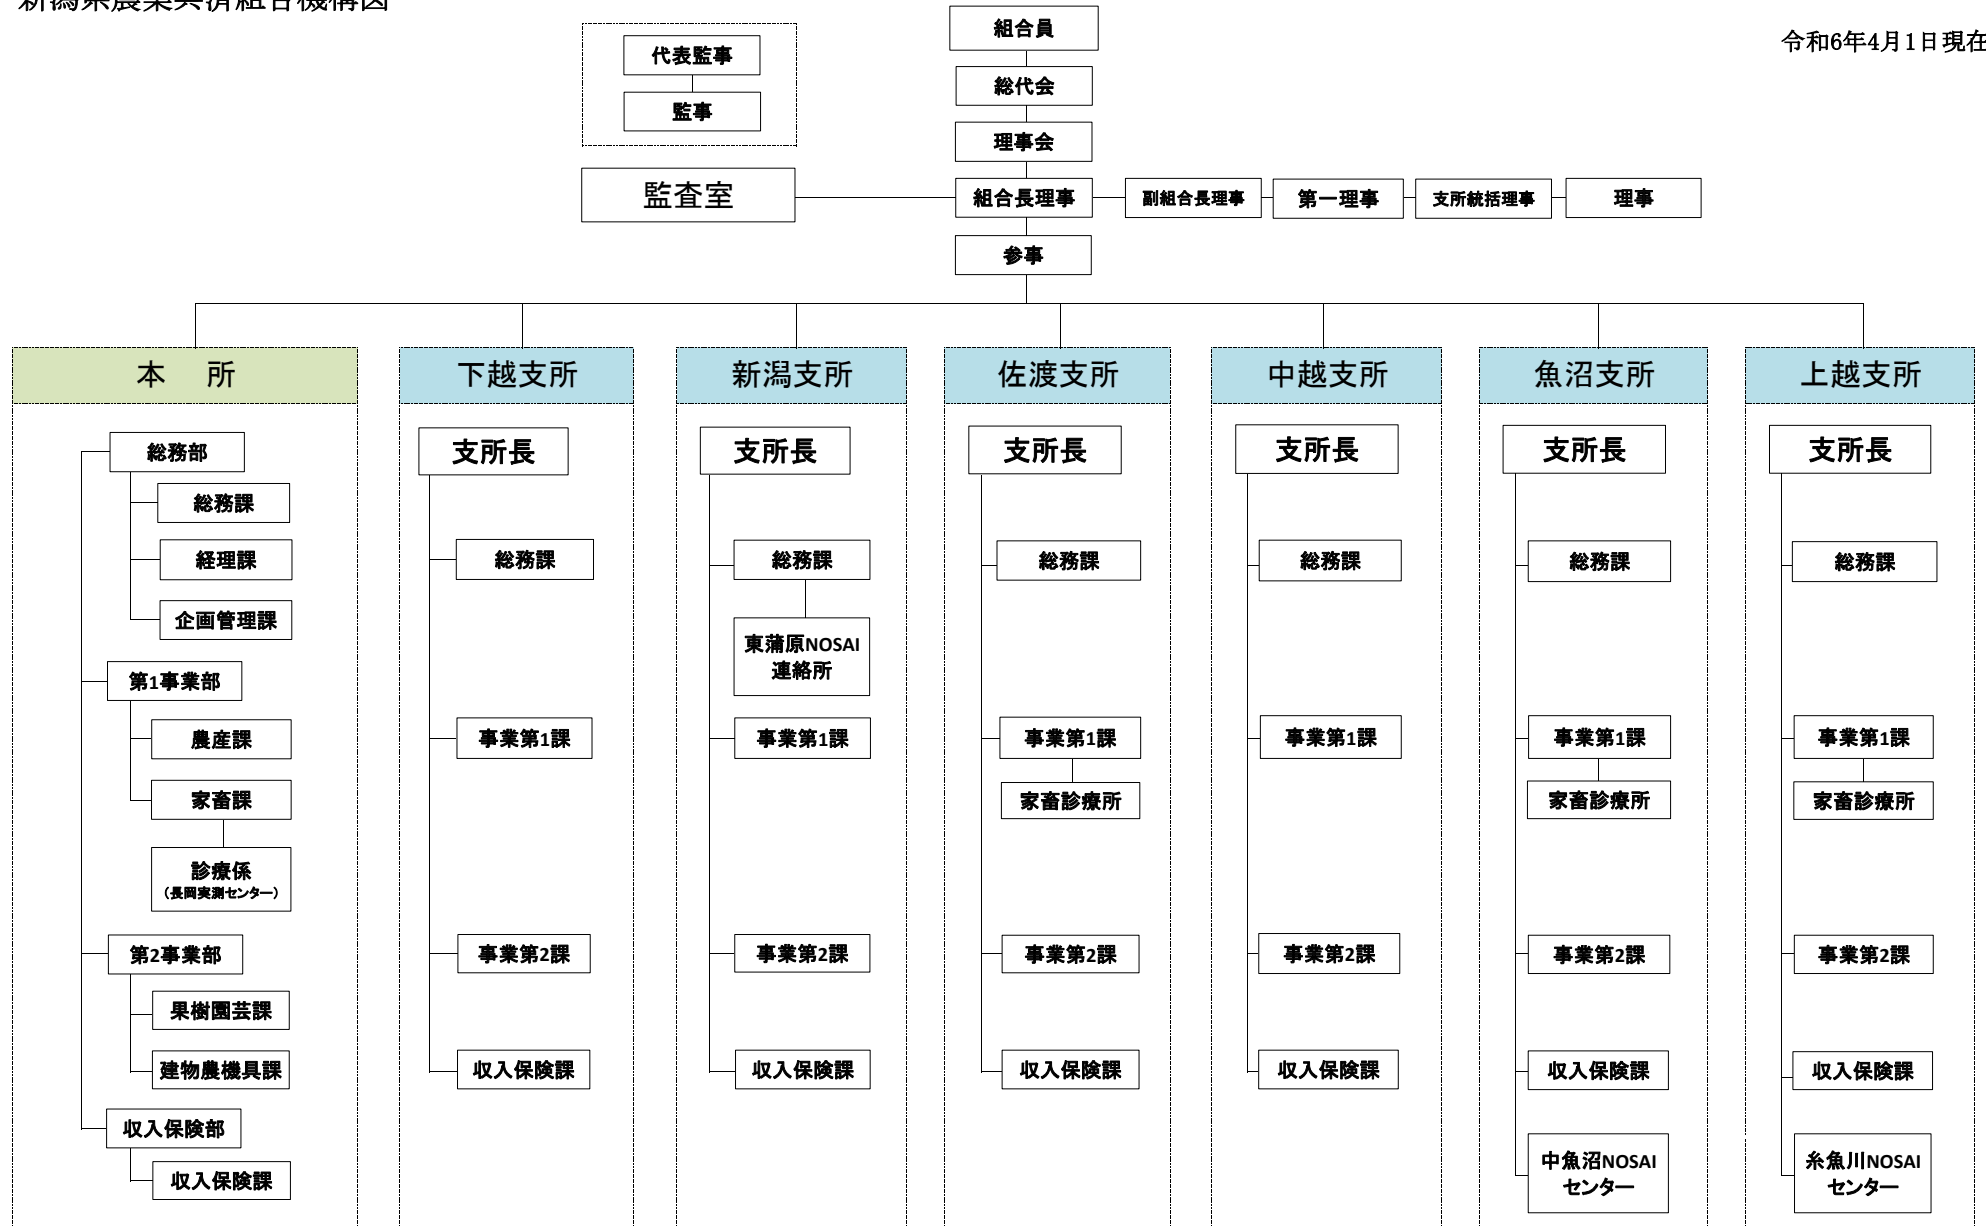 新潟県農業共済組合機構図
令和6年4月1日現在
組合員
代表監事
監事
総代会
理事会
監査室
組合長理事
副組合長理事
第一理事
支所統括理事
理事
参事
本　所
総務部
総務課
経理課
企画管理課
第1事業部
農産課
家畜課
診療係
（長岡実測センター）
第2事業部
果樹園芸課
建物農機具課
収入保険部
収入保険課
下越支所
支所長
総務課
事業第1課
事業第2課
収入保険課
新潟支所
支所長
総務課
東蒲原NOSAI
連絡所
事業第1課
事業第2課
収入保険課
佐渡支所
支所長
総務課
事業第1課
家畜診療所
事業第2課
収入保険課
中越支所
支所長
総務課
事業第1課
事業第2課
収入保険課
魚沼支所
支所長
総務課
事業第1課
家畜診療所
事業第2課
収入保険課
中魚沼NOSAI
センター
上越支所
支所長
総務課
事業第1課
家畜診療所
事業第2課
収入保険課
糸魚川NOSAI
センター